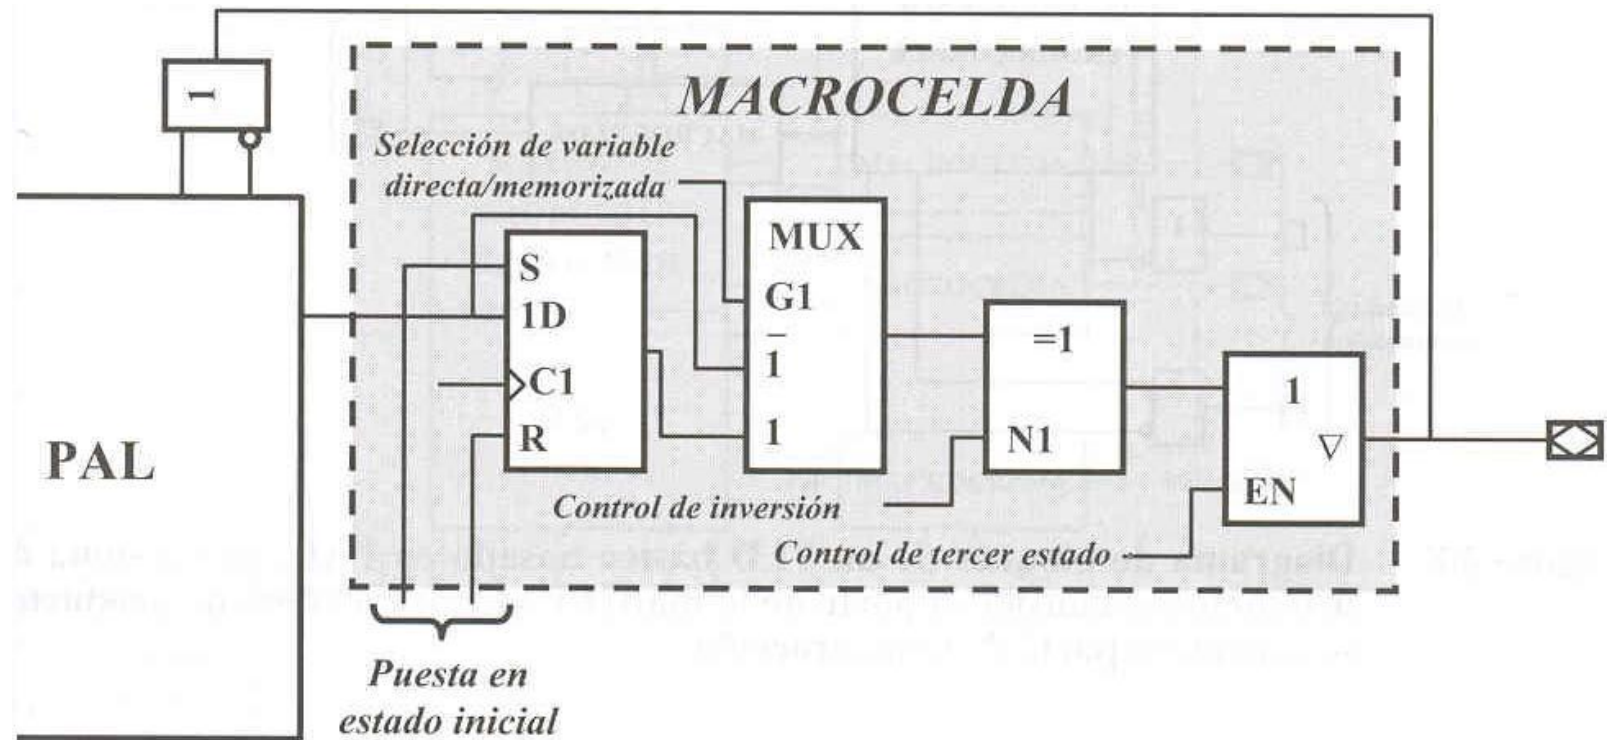 1
MACROCELDA
Selección de variable
directa/memorizada
MUX
S
G1
1D
1
=1
C1
1
1
R
N1
PAL
EN
Control de inversión
Control de tercer estado
Puesta en
estado inicial